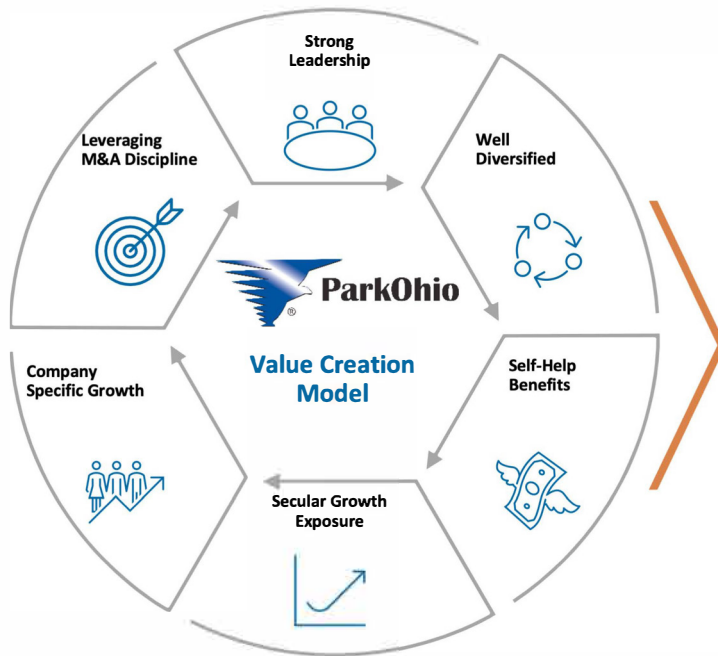 Strong
Leadership
Well
Diversified
Self-Help
Benefits
Secular Growth
Exposure
Company
Specific Growth
Leveraging
M&A Discipline
® ParkOhio
Value Creation
Model